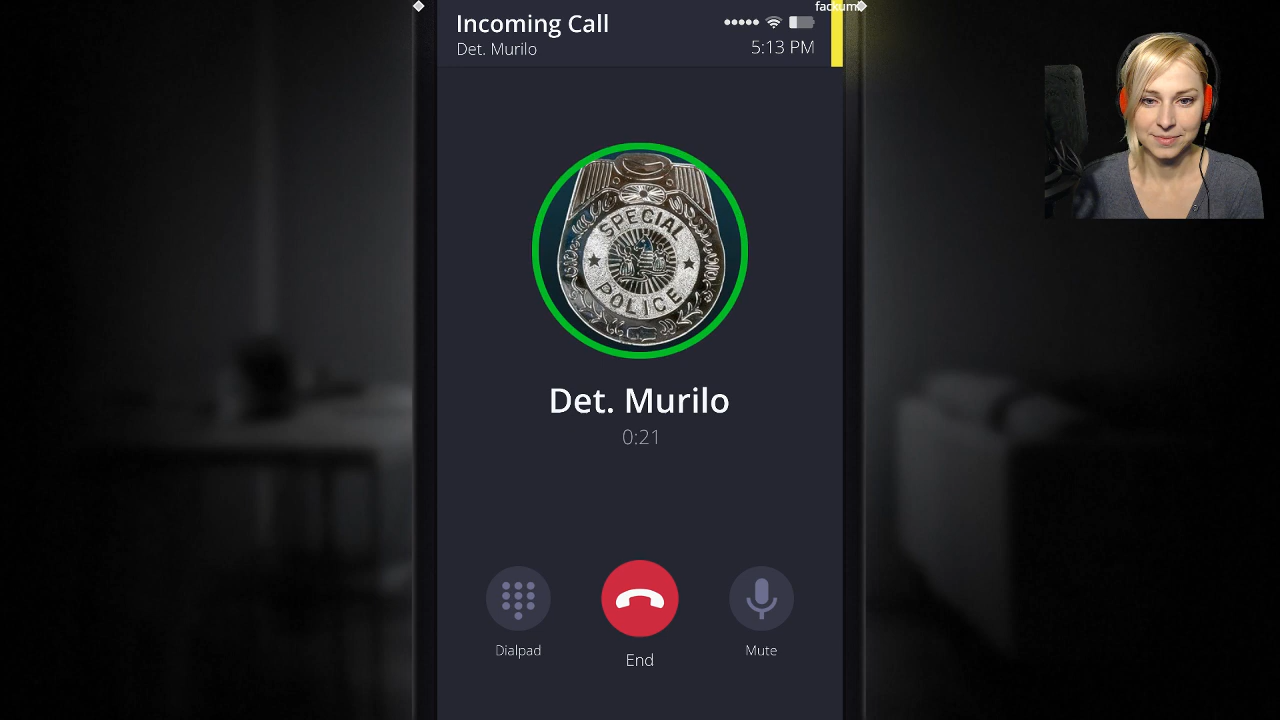 Incoming Call
Det. Murilo
5:13 PM
SPECIAL
POLICE
Det. Murilo
0:21
Dialpad
End
Mute